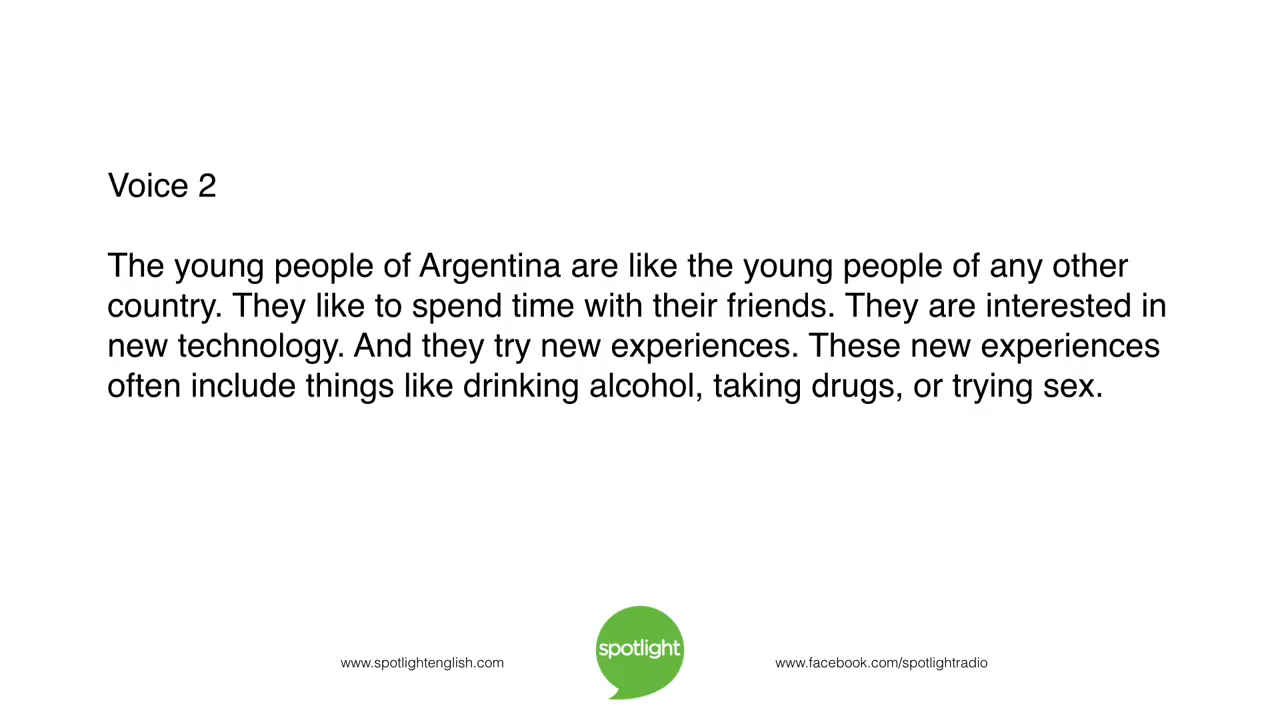 Voice 2
The young people of Argentina are like the young people of any other
country. They like to spend time with their friends. They are interested in
new technology. And they try new experiences. These new experiences
often include things like drinking alcohol, taking drugs, or trying sex.
spotlight
www.spotlightenglish.com
www.facebook.com/spotlightradio